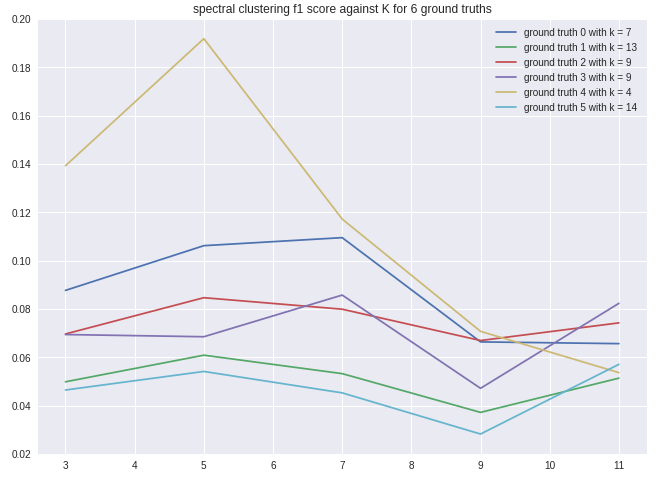 spectral clustering f1 score against K for 6 ground truths
0.20
0.18
0.16
0.14
0.12
0.10
0.08
0.06
0.04
0.02
ground truth 0 with k = 7
ground truth 1 with k = 13
ground truth 2 with k = 9
ground truth 3 with k = 9
ground truth 4 with k = 4
ground truth 5 with k = 14
3 4 5 6 7 8 9 10 11